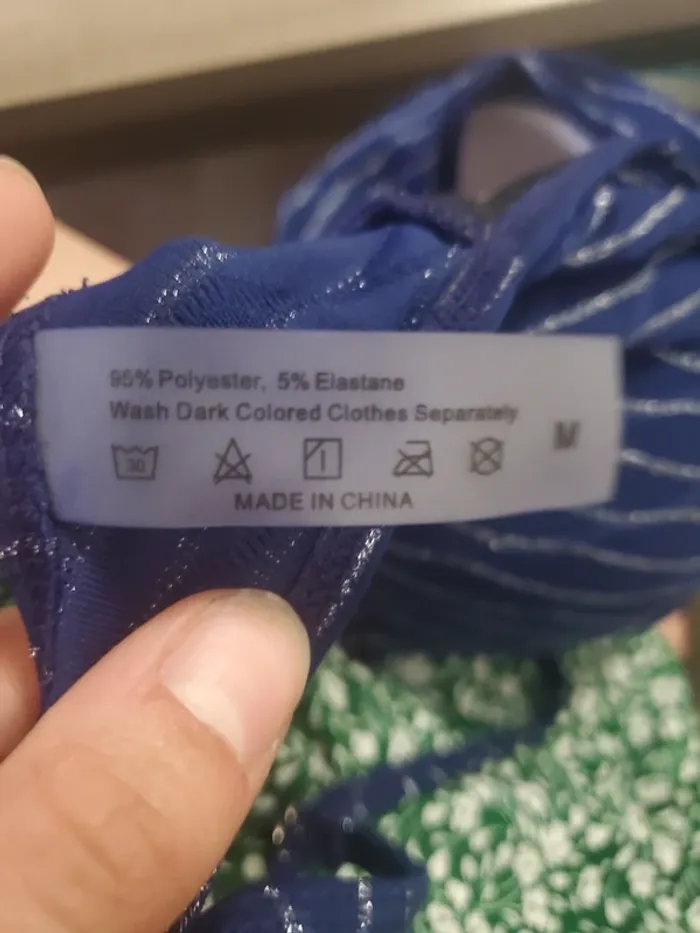 95% Polyester, 5% Elastane
Wash Dark Colored Clothes Separately
30
M
MADE IN CHINA